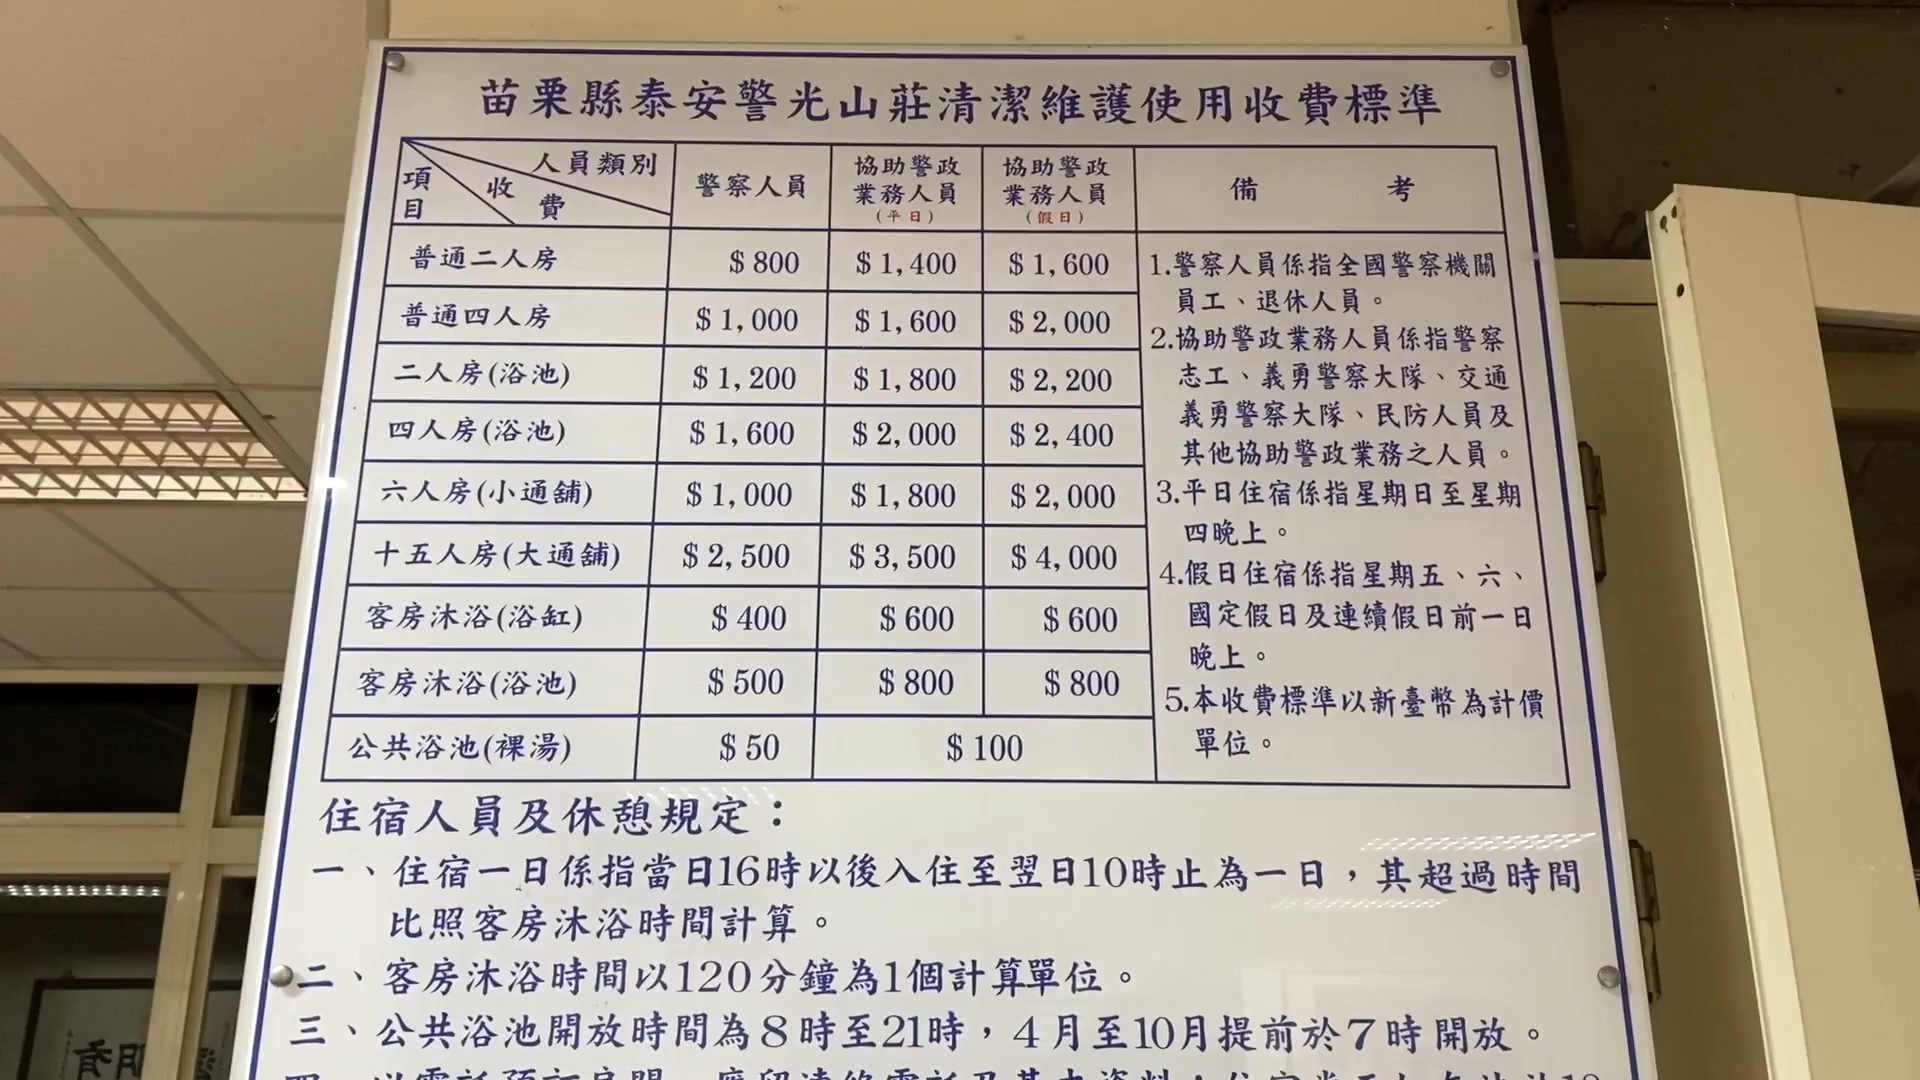 苗栗縣泰安警光山莊清潔維護使用收費標準
人員類別
收費
項目
警察人員
協助警政業務人員(平日)
協助警政業務人員(假日)
備考
普通二人房 $800 $1,400 $1,600
普通四人房 $1,000 $1,600 $2,000
二人房(浴池) $1,200 $1,800 $2,200
四人房(浴池) $1,600 $2,000 $2,400
六人房(小通舖) $1,000 $1,800 $2,000
十五人房(大通舖) $2,500 $3,500 $4,000
客房沐浴(浴缸) $400 $600 $600
客房沐浴(浴池) $500 $800 $800
公共浴池(裸湯) $50 $100
1.警察人員係指全國警察機關
員工、退休人員。
2.協助警政業務人員係指警察
志工、義勇警察大隊、交通
義勇警察大隊、民防人員及
其他協助警政業務之人員。
3.平日住宿係指星期日至星期
四晚上。
4.假日住宿係指星期五、六、
國定假日及連續假日前一日
晚上。
5.本收費標準以新臺幣為計價
單位。
住宿人員及休憩規定：
一、住宿一日係指當日16時以後入住至翌日10時止為一日，其超過時間
比照客房沐浴時間計算。
二、客房沐浴時間以120分鐘為1個計算單位。
三、公共浴池開放時間為8時至21時，4月至10月提前於7時開放。